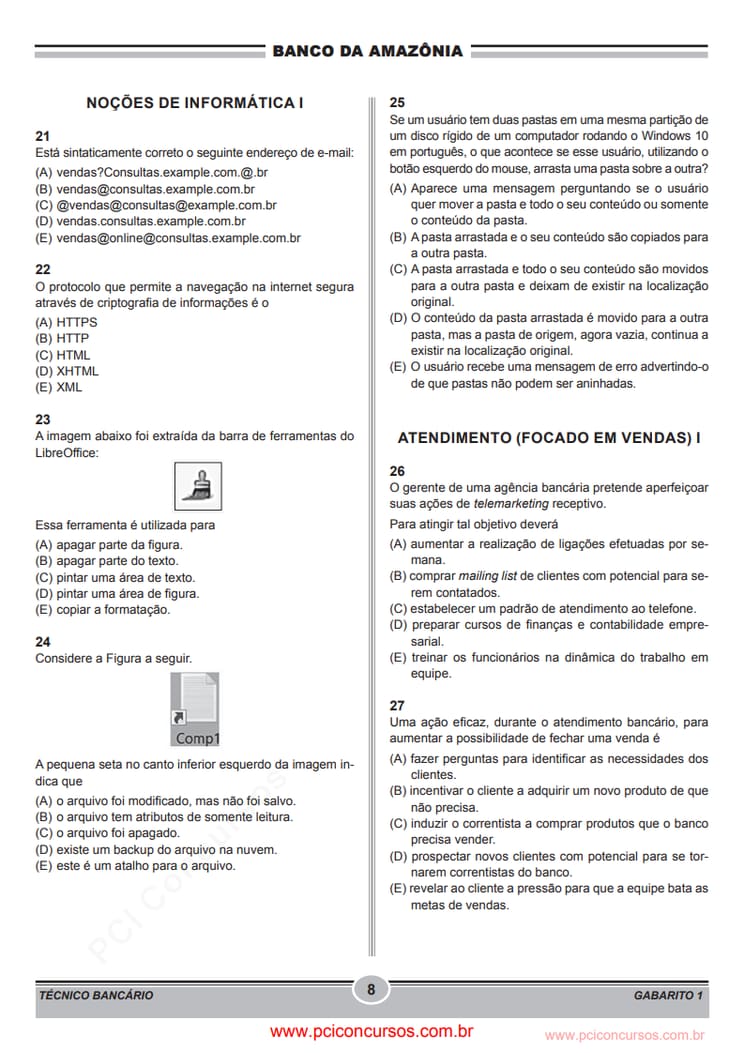 BANCO DA AMAZÔNIA
NOÇÕES DE INFORMÁTICA I
21
Está sintaticamente correto o seguinte endereço de e-mail:
(A) vendas?Consultas.example.com.@.br
(B) vendas@consultas.example.com.br
(C) @vendas@consultas@example.com.br
(D) vendas.consultas.example.com.br
(E) vendas@online@consultas.example.com.br
22
O protocolo que permite a navegação na internet segura
através de criptografia de informações é o
(A) HTTPS
(B) HTTP
(C) HTML
(D) XHTML
(E) XML
23
A imagem abaixo foi extraída da barra de ferramentas do
LibreOffice:
Essa ferramenta é utilizada para
(A) apagar parte da figura.
(B) apagar parte do texto.
(C) pintar uma área de texto.
(D) pintar uma área de figura.
(E) copiar a formatação.
24
Considere a Figura a seguir.
Comp1
A pequena seta no canto inferior esquerdo da imagem in-
dica que
(A) o arquivo foi modificado, mas não foi salvo.
(B) o arquivo tem atributos de somente leitura.
(C) o arquivo foi apagado.
(D) existe um backup do arquivo na nuvem.
(E) este é um atalho para o arquivo.
25
Se um usuário tem duas pastas em uma mesma partição de
um disco rígido de um computador rodando o Windows 10
em português, o que acontece se esse usuário, utilizando o
botão esquerdo do mouse, arrasta uma pasta sobre a outra?
(A) Aparece uma mensagem perguntando se o usuário
quer mover a pasta e todo o seu conteúdo ou somente
o conteúdo da pasta.
(B) A pasta arrastada e o seu conteúdo são copiados para
a outra pasta.
(C) A pasta arrastada e todo o seu conteúdo são movidos
para a outra pasta e deixam de existir na localização
original.
(D) O conteúdo da pasta arrastada é movido para a outra
pasta, mas a pasta de origem, agora vazia, continua a
existir na localização original.
(E) O usuário recebe uma mensagem de erro advertindo-o
de que pastas não podem ser aninhadas.
ATENDIMENTO (FOCADO EM VENDAS) I
26
O gerente de uma agência bancária pretende aperfeiçoar
suas ações de telemarketing receptivo.
Para atingir tal objetivo deverá
(A) aumentar a realização de ligações efetuadas por se-
mana.
(B) comprar mailing list de clientes com potencial para se-
rem contatados.
(C) estabelecer um padrão de atendimento ao telefone.
(D) preparar cursos de finanças e contabilidade empre-
sarial.
(E) treinar os funcionários na dinâmica do trabalho em
equipe.
27
Uma ação eficaz, durante o atendimento bancário, para
aumentar a possibilidade de fechar uma venda é
(A) fazer perguntas para identificar as necessidades dos
clientes.
(B) incentivar o cliente a adquirir um novo produto de que
não precisa.
(C) induzir o correntista a comprar produtos que o banco
precisa vender.
(D) prospectar novos clientes com potencial para se tor-
narem correntistas do banco.
(E) revelar ao cliente a pressão para que a equipe bata as
metas de vendas.
PCI Concursos
TÉCNICO BANCÁRIO
8
GABARITO 1
www.pciconcursos.com.br
www.pciconcursos.com.br